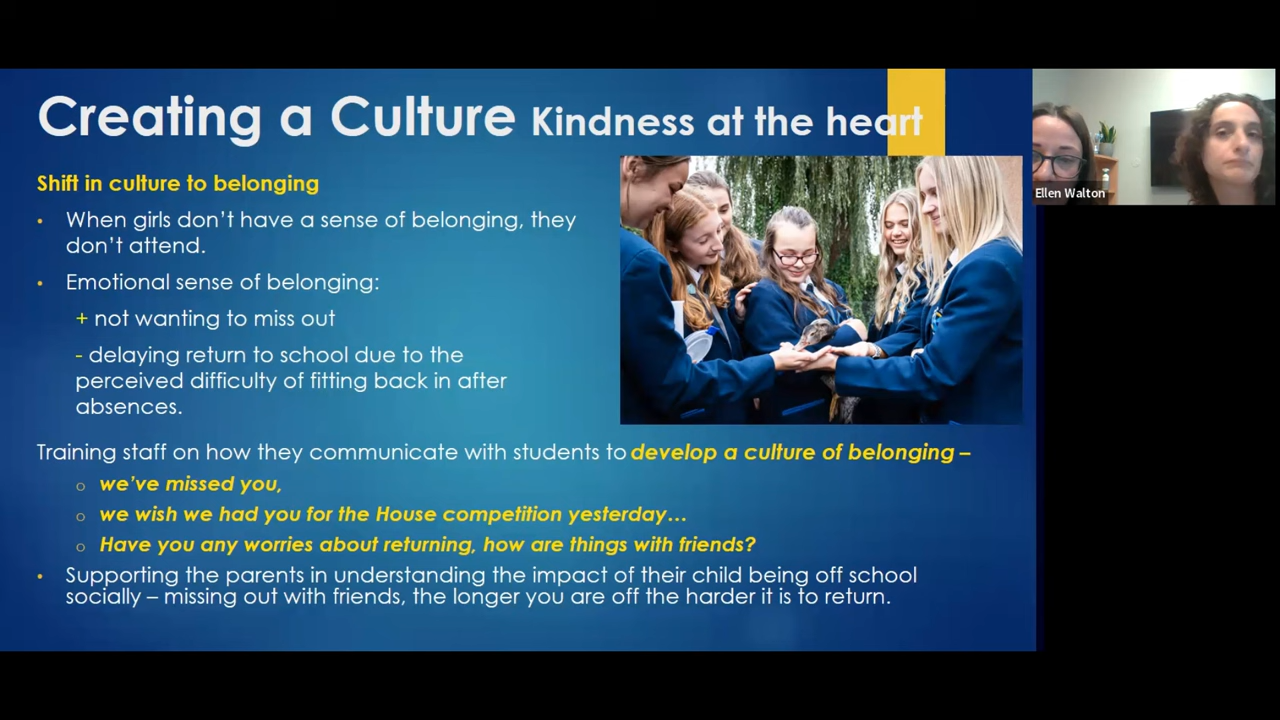 Creating a Culture Kindness at the heart
Shift in culture to belonging
• When girls don't have a sense of belonging, they
don't attend.
• Emotional sense of belonging:
+ not wanting to miss out
- delaying return to school due to the
perceived difficulty of fitting back in after
absences.
Training staff on how they communicate with students to develop a culture of belonging –
o we've missed you,
o we wish we had you for the House competition yesterday…
o Have you any worries about returning, how are things with friends?
• Supporting the parents in understanding the impact of their child being off school
socially – missing out with friends, the longer you are off the harder it is to return.
Ellen Walton